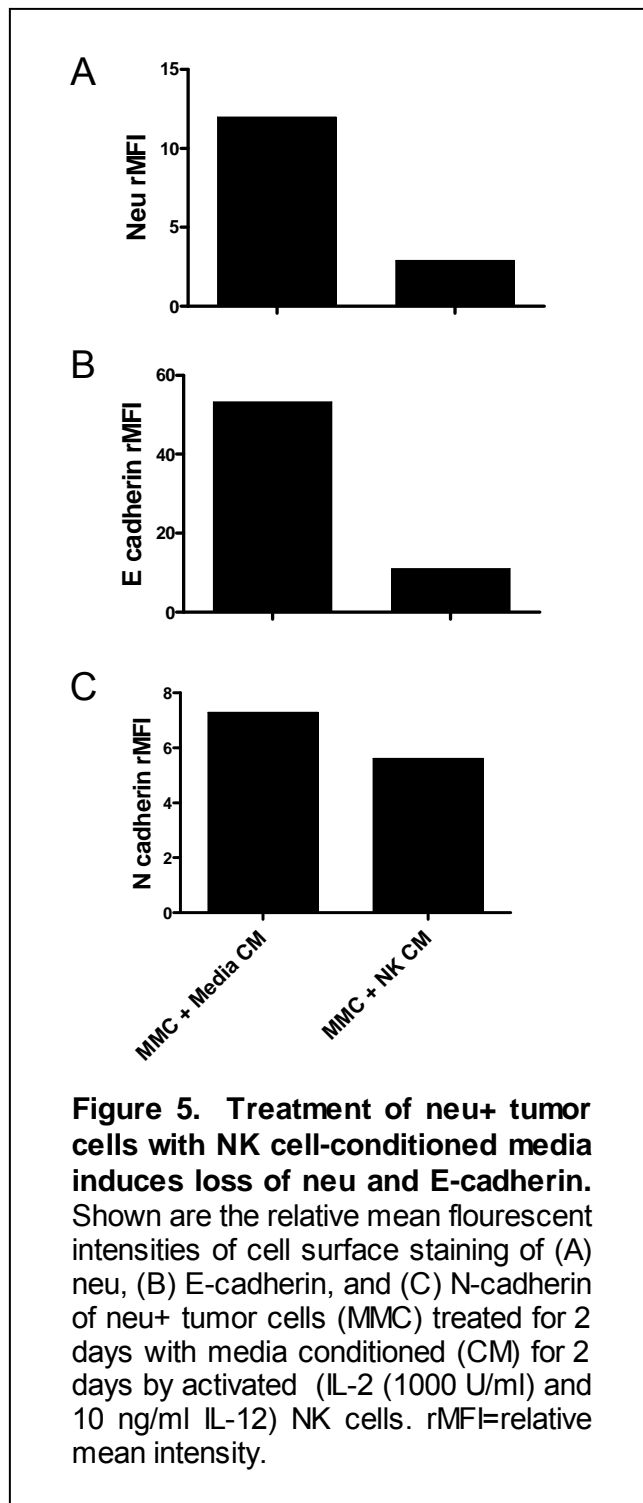 A
Neu rMFI
15
10
5
0
B
E cadherin rMFI
60
40
20
0
C
N cadherin rMFI
8
6
4
2
0
MMC + Media CM
MMC + NK CM
Figure 5. Treatment of neu+ tumor
cells with NK cell-conditioned media
induces loss of neu and E-cadherin.
Shown are the relative mean flourescent
intensities of cell surface staining of (A)
neu, (B) E-cadherin, and (C) N-cadherin
of neu+ tumor cells (MMC) treated for 2
days with media conditioned (CM) for 2
days by activated (IL-2 (1000 U/ml) and
10 ng/ml IL-12) NK cells. rMFI=relative
mean intensity.